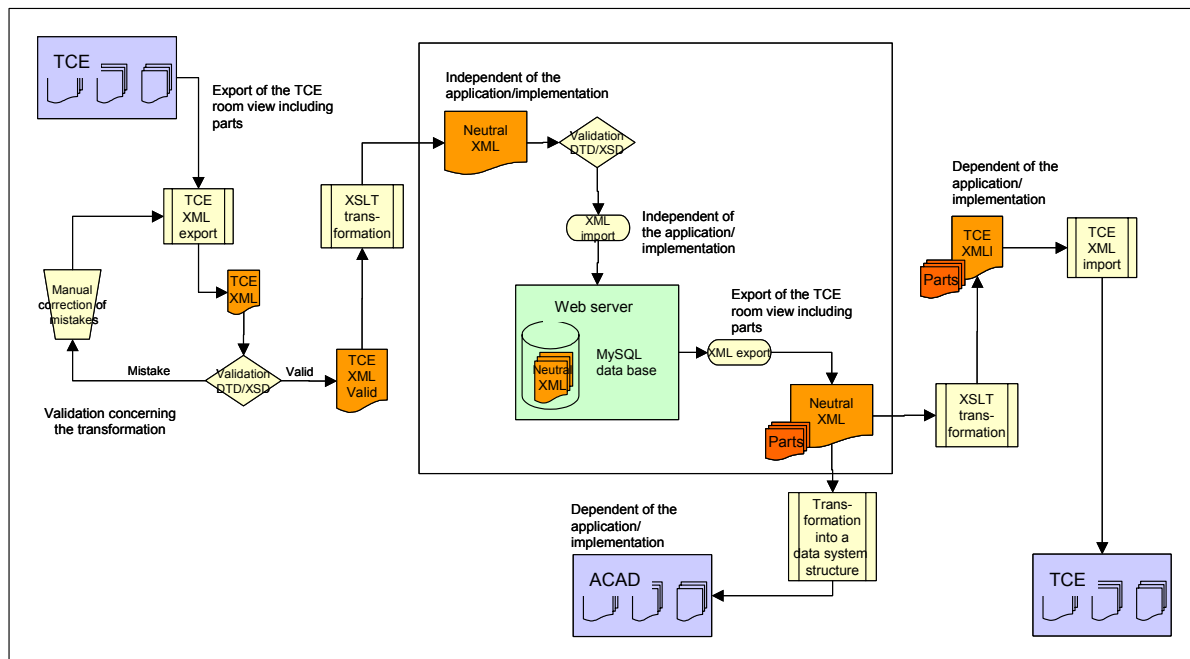 TCE
Export of the TCE
room view including
parts
TCE
XML
export
Manual
correction of
mistakes
TCE
XML
Mistake
Validation
DTD/XSD
Valid
Validation concerning
the transformation
TCE
XML
Valid
XSLT
trans-
formation
Independent of the
application/implementation
Neutral
XML
Validation
DTD/XSD
XML
import
Independent of
the application/
implementation
Web server
MySQL
data base
Neutral
XML
Export of the TCE
room view including
parts
XML export
Neutral
XML
Parts
Dependent of the
application/
implementation
TCE
XMLI
Parts
TCE
XML
import
XSLT
trans-
formation
Trans-
formation
into a
data system
structure
Dependent of the
application/
implementation
ACAD
TCE